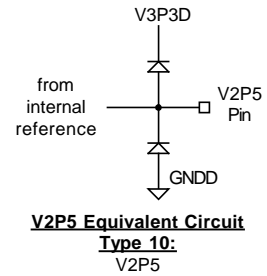 V3P3D
from
internal
reference
V2P5
Pin
GNDD
V2P5 Equivalent Circuit
Type 10:
V2P5